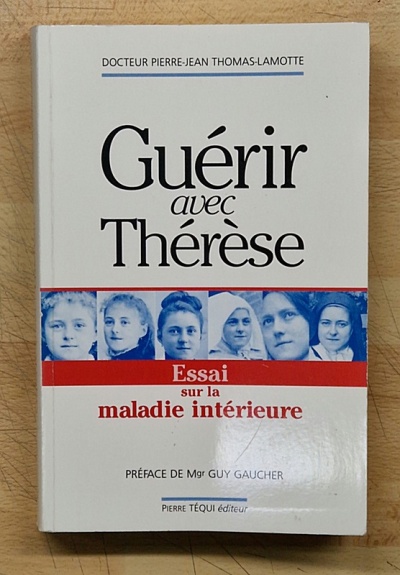 DOCTEUR PIERRE-JEAN THOMAS-LAMOTTE
Guérir
avec
Thérèse
Essai
sur la
maladie intérieure
PRÉFACE DE Mgr GUY GAUCHER
PIERRE TÉQUI éditeur